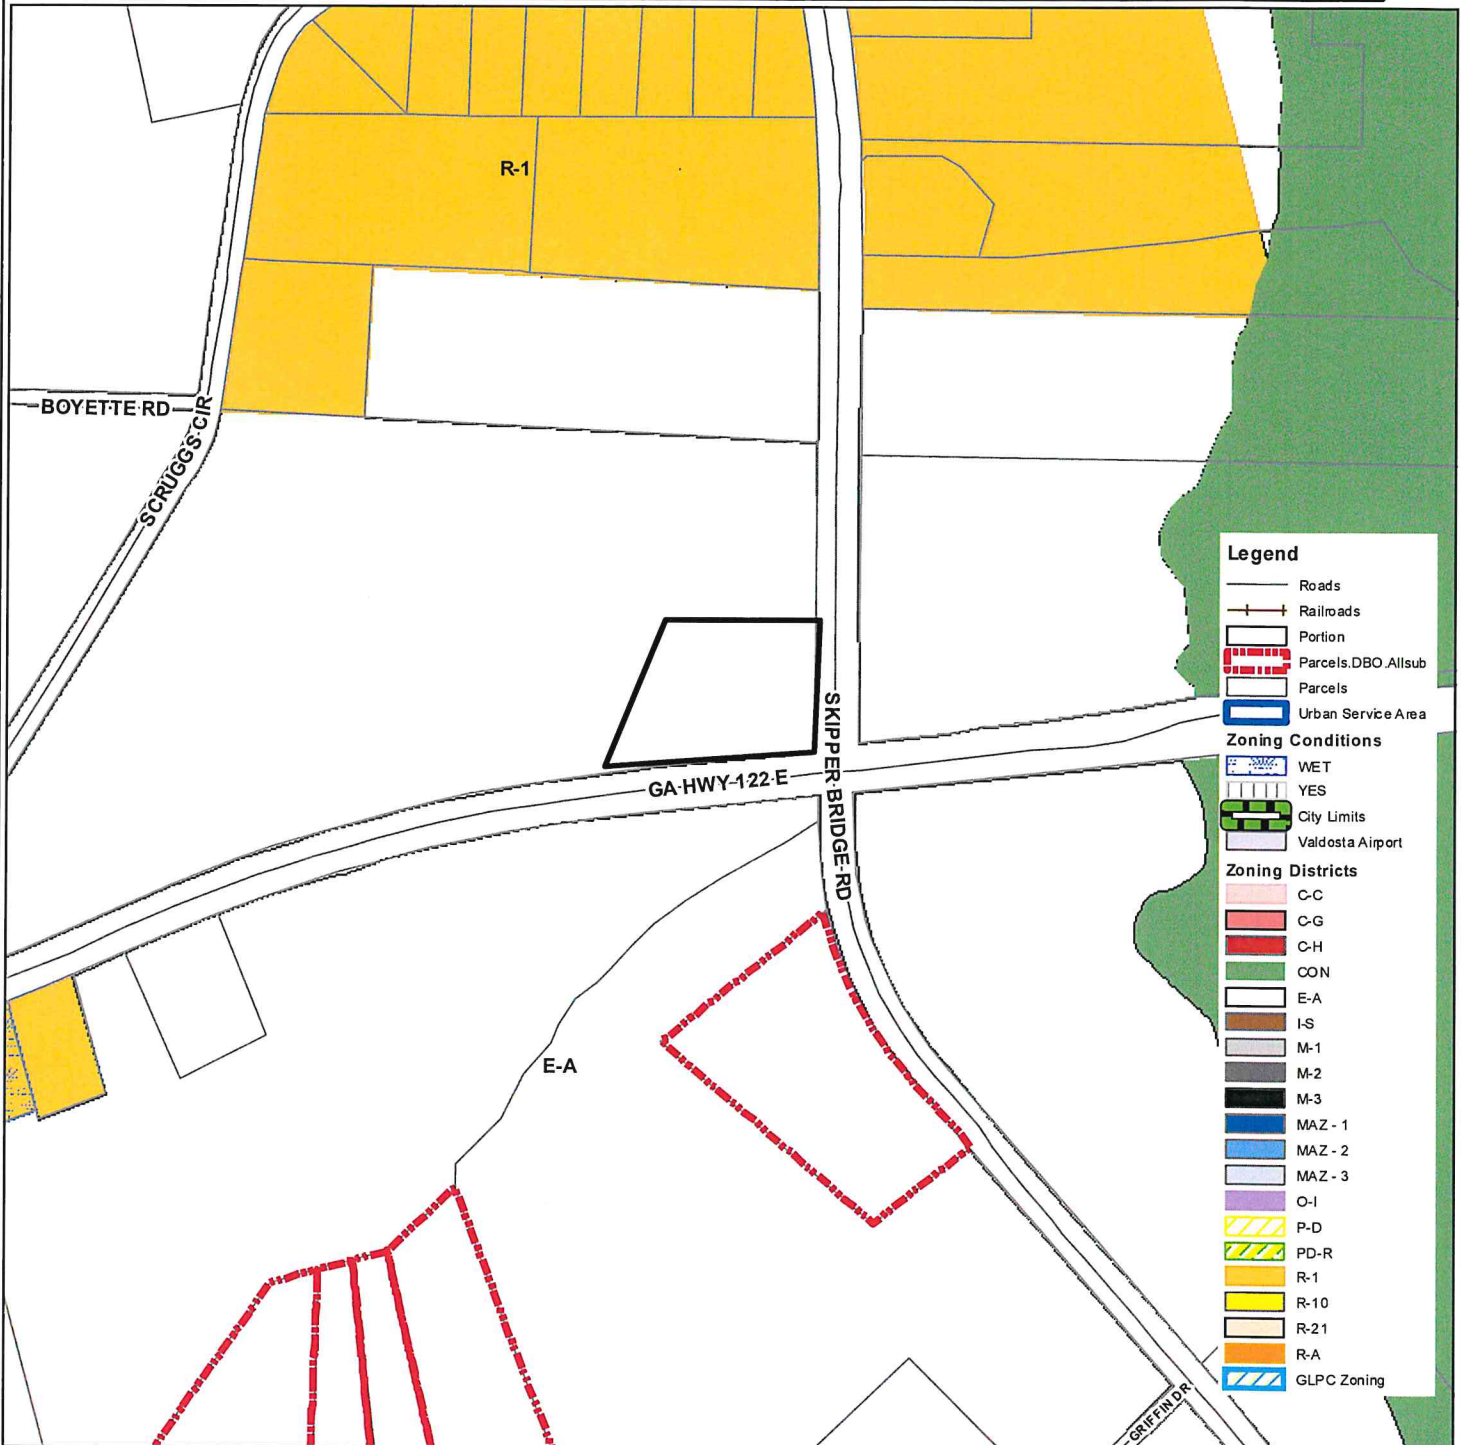 R-1
BOYETTE RD
SCRUGGS CIR
SKIPPER BRIDGE RD
GA HWY 122 E
E-A
GRIFFIN DR
Legend
Roads
Railroads
Portion
Parcels.DBO.Allsub
Parcels
Urban Service Area
Zoning Conditions
WET
YES
City Limits
Valdosta Airport
Zoning Districts
C-C
C-G
C-H
CON
E-A
I-S
M-1
M-2
M-3
MAZ - 1
MAZ - 2
MAZ - 3
O-I
P-D
PD-R
R-1
R-10
R-21
R-A
GLPC Zoning